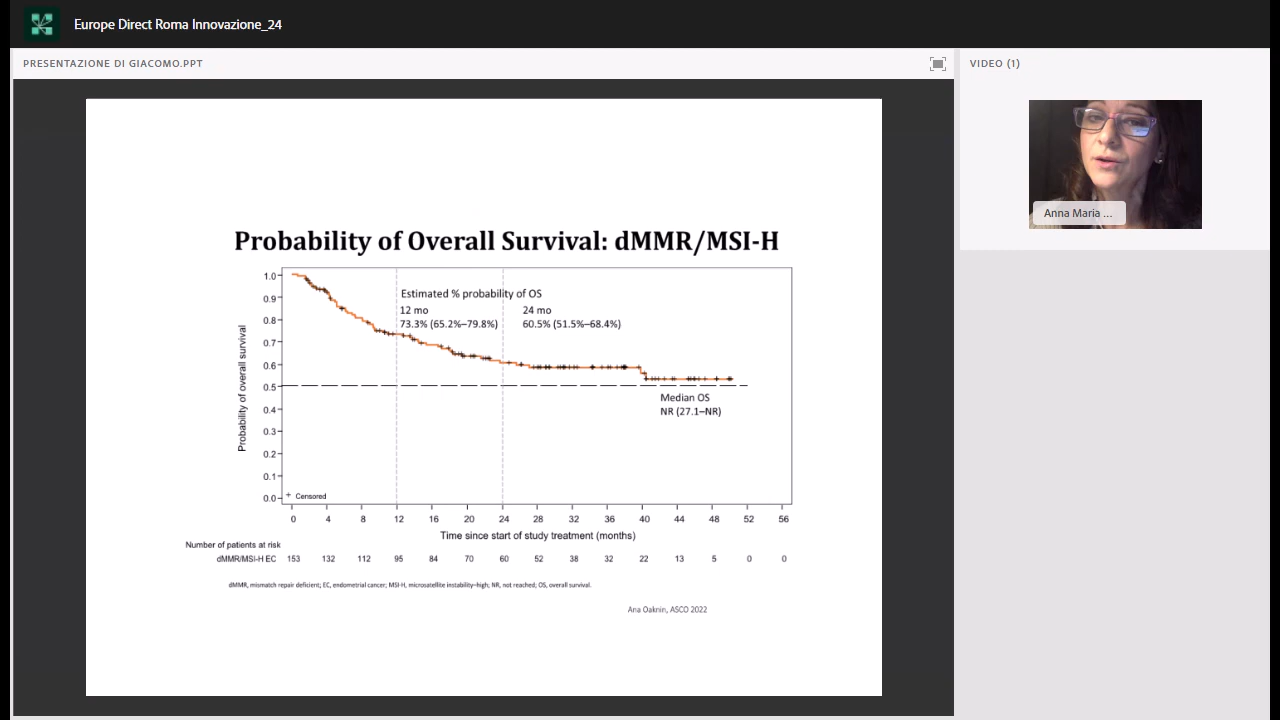 Europe Direct Roma Innovazione_24
PRESENTAZIONE DI GIACOMO.PPT
VIDEO (1)
Anna Maria ...
Probability of Overall Survival: dMMR/MSI-H
Probability of overall survival
1.0
0.9
0.8
0.7
0.6
0.5
0.4
0.3
0.2
0.1
0.0
Estimated % probability of OS
12 mo 24 mo
73.3% (65.2%–79.8%) 60.5% (51.5%–68.4%)
Median OS
NR (27.1–NR)
+ Censored
0 4 8 12 16 20 24 28 32 36 40 44 48 52 56
Time since start of study treatment (months)
Number of patients at risk
dMMR/MSI-H EC 153 132 112 95 84 70 60 52 38 32 22 13 5 0 0
dMMR, mismatch repair deficient; EC, endometrial cancer; MSI-H, microsatellite instability–high; NR, not reached; OS, overall survival.
Ana Oaknin, ASCO 2022